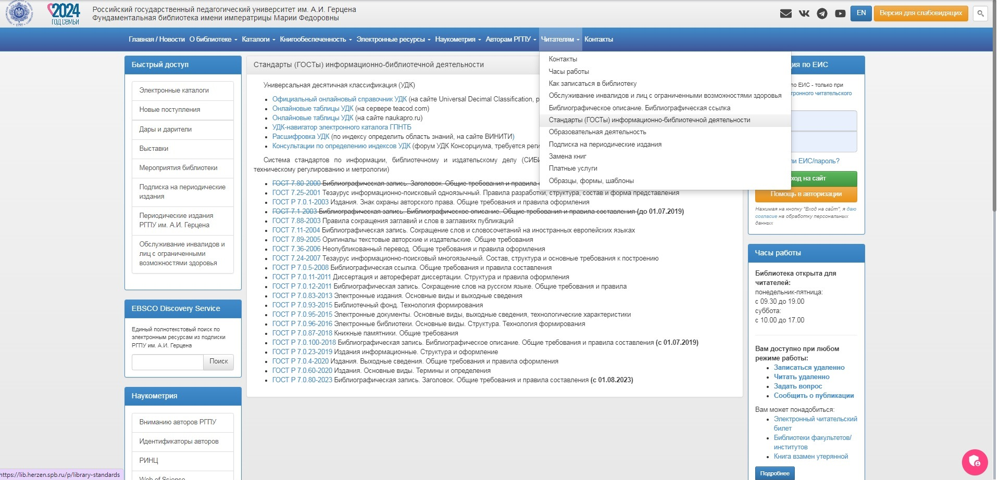 2024
ГОД СЕМЬИ
1797
Российский государственный педагогический университет им. А.И. Герцена
Фундаментальная библиотека имени императрицы Марии Федоровны
EN
Версия для слабовидящих
Главная / Новости О библиотеке Каталоги Книгообеспеченность Электронные ресурсы Наукометрия Авторам РГПУ Читателям Контакты
Контакты
Часы работы
Как записаться в библиотеку
Обслуживание инвалидов и лиц с ограниченными возможностями здоровья
Библиографическое описание. Библиографическая ссылка
Стандарты (ГОСТы) информационно-библиотечной деятельности
Образовательная деятельность
Подписка на периодические издания
Замена книг
Платные услуги
Образцы, формы, шаблоны
Быстрый доступ
Электронные каталоги
Новые поступления
Дары и дарители
Выставки
Мероприятия библиотеки
Подписка на периодические
издания
Периодические издания
РГПУ им. А.И. Герцена
Обслуживание инвалидов и
лиц с ограниченными
возможностями здоровья
EBSCO Discovery Service
Единый полнотекстовый поиск по
электронным ресурсам из подписки
РГПУ им. А.И. Герцена
Поиск
Наукометрия
Вниманию авторов РГПУ
Идентификаторы авторов
РИНЦ
Web of Science
https://lib.herzen.spb.ru/p/library-standards
Стандарты (ГОСТы) информационно-библиотечной деятельности
Универсальная десятичная классификация (УДК)
Официальный онлайновый справочник УДК (на сайте Universal Decimal Classification, р
Онлайновые таблицы УДК (на сервере teacod.com)
Онлайновые таблицы УДК (на сайте naukapro.ru)
УДК-навигатор электронного каталога ГПНТБ
Расшифровка УДК (по индексу определить область знаний, на сайте ВИНИТИ)
Консультации по определению индексов УДК (форум УДК Консорциума, требуется реги
Система стандартов по информации, библиотечному и издательскому делу (СИБИ
техническому регулированию и метрологии)
ГОСТ 7.80-2000 Библиографическая запись. Заголовок. Общие требования и правила
ГОСТ 7.25-2001 Тезаурус информационно-поисковый одноязычный. Правила разработки, структура, состав и форма представления
ГОСТ Р 7.0.1-2003 Издания. Знак охраны авторского права. Общие требования и правила оформления
ГОСТ 7.1-2003 Библиографическая запись. Библиографическое описание. Общие требования и правила составления (до 01.07.2019)
ГОСТ 7.88-2003 Правила сокращения заглавий и слов в заглавиях публикаций
ГОСТ 7.11-2004 Библиографическая запись. Сокращение слов и словосочетаний на иностранных европейских языках
ГОСТ 7.89-2005 Оригиналы текстовые авторские и издательские. Общие требования
ГОСТ 7.36-2006 Неопубликованный перевод. Общие требования и правила оформления
ГОСТ 7.24-2007 Тезаурус информационно-поисковый многоязычный. Состав, структура и основные требования к построению
ГОСТ Р 7.0.5-2008 Библиографическая ссылка. Общие требования и правила составления
ГОСТ Р 7.0.11-2011 Диссертация и автореферат диссертации. Структура и правила оформления
ГОСТ Р 7.0.12-2011 Библиографическая запись. Сокращение слов на русском языке. Общие требования и правила
ГОСТ Р 7.0.83-2013 Электронные издания. Основные виды и выходные сведения
ГОСТ Р 7.0.93-2015 Библиотечный фонд. Технология формирования
ГОСТ Р 7.0.95-2015 Электронные документы. Основные виды, выходные сведения, технологические характеристики
ГОСТ Р 7.0.96-2016 Электронные библиотеки. Основные виды. Структура. Технология формирования
ГОСТ Р 7.0.87-2018 Книжные памятники. Общие требования
ГОСТ Р 7.0.100-2018 Библиографическая запись. Библиографическое описание. Общие требования и правила составления (с 01.07.2019)
ГОСТ Р 7.0.23-2019 Издания информационные. Структура и оформление
ГОСТ Р 7.0.4-2020 Издания. Выходные сведения. Общие требования и правила оформления
ГОСТ Р 7.0.60-2020 Издания. Основные виды. Термины и определения
ГОСТ Р 7.0.80-2023 Библиографическая запись. Заголовок. Общие требования и правила составления (с 01.08.2023)
ия по ЕИС
по ЕИС - только при
тронного читательского
ли ЕИС/пароль?
ход на сайт
Помощь в авторизации
Нажимая на кнопку "Вход на сайт", я даю
согласие на обработку персональных
данных
Часы работы
Библиотека открыта для
читателей:
понедельник-пятница:
с 09.30 до 19.00
суббота:
с 10.00 до 17.00
Вам доступно при любом
режиме работы:
Записаться удаленно
Читать удаленно
Задать вопрос
Сообщить о публикации
Вам может понадобиться:
Электронный читательский
билет
Библиотеки факультетов/
институтов
Книга взамен утерянной
Подробнее